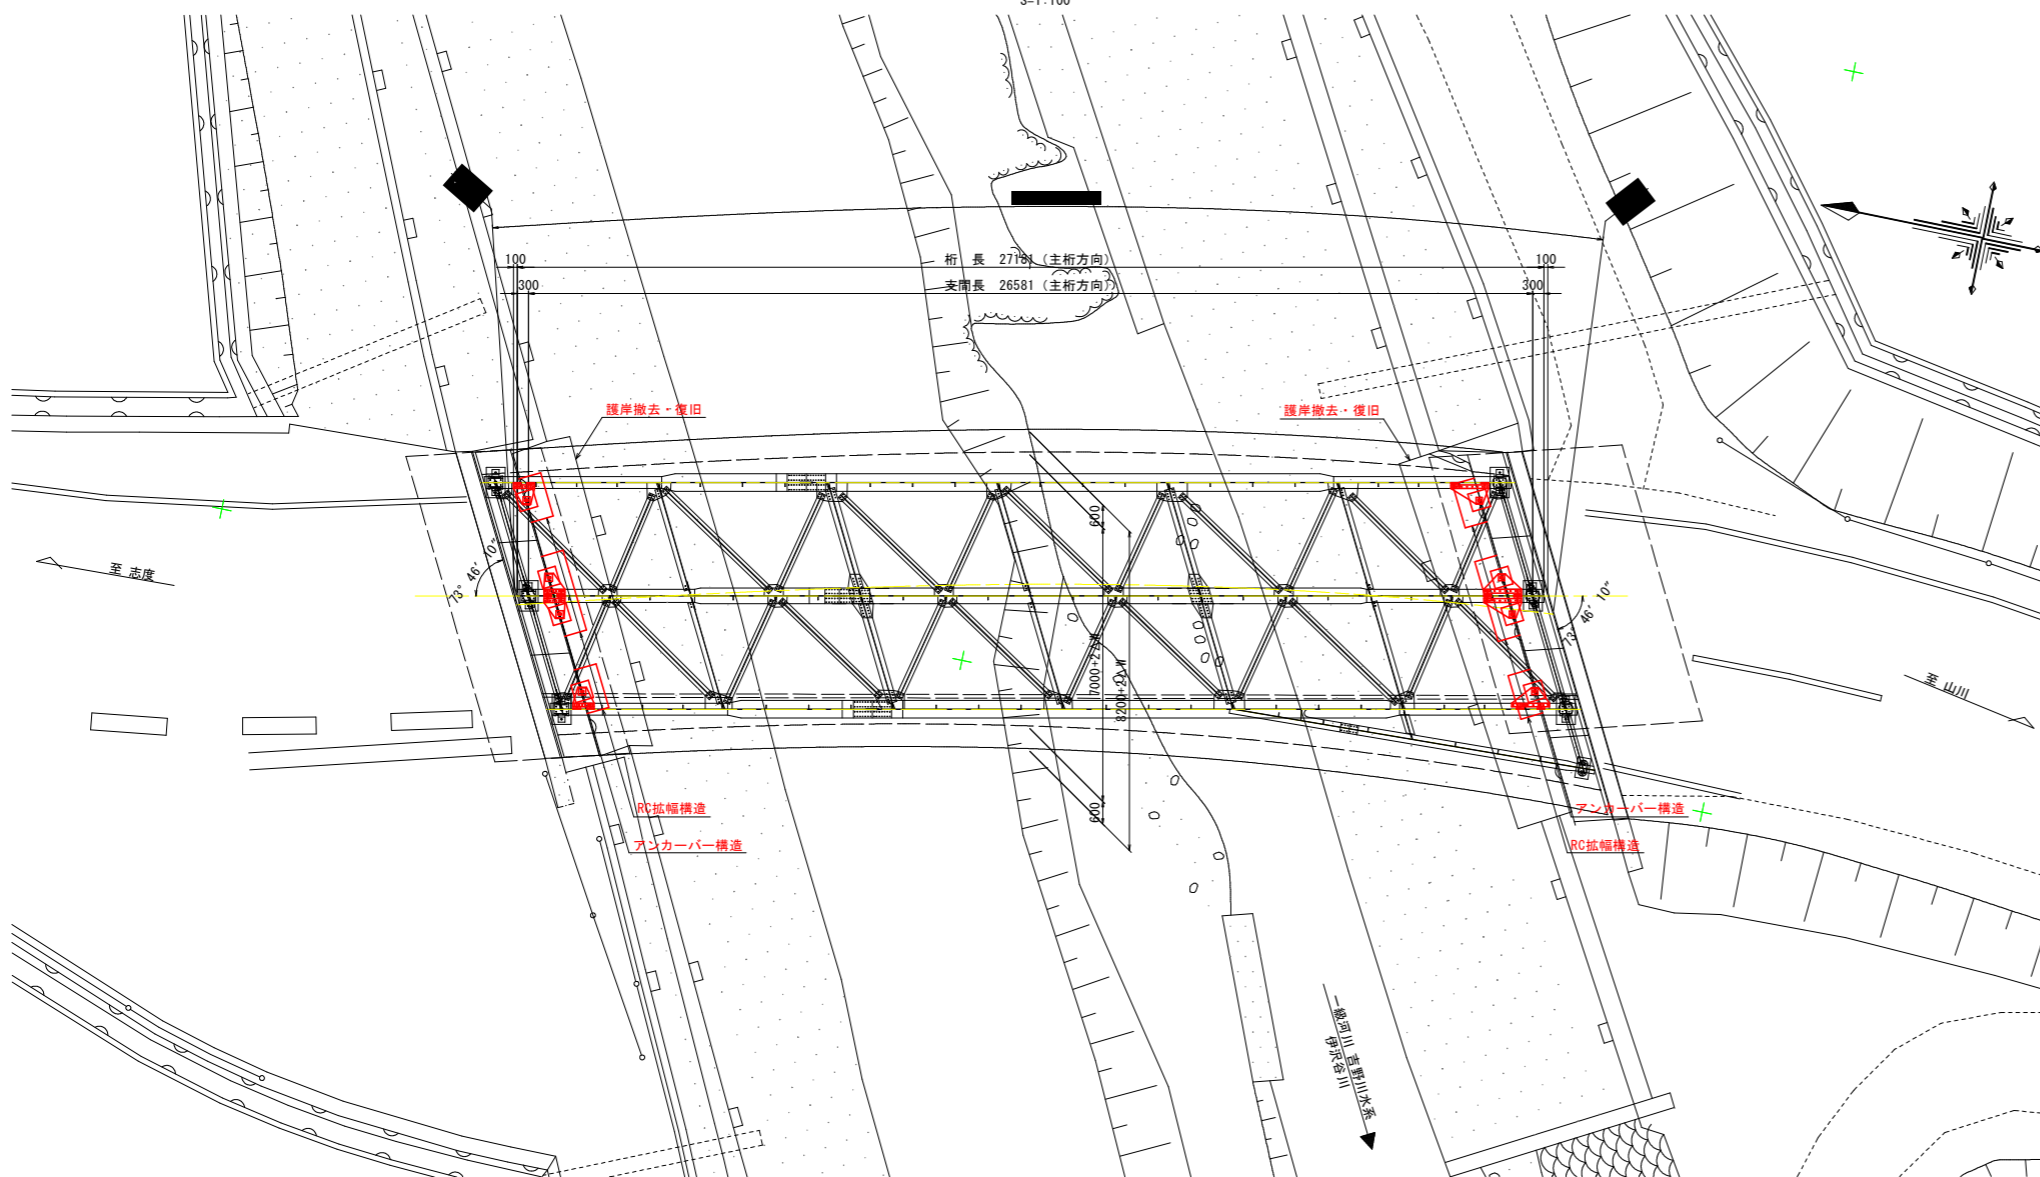 S=1:100
100
桁 長 27181（主桁方向）
100
300
支間長 26581（主桁方向）
300
護岸撤去・復旧
護岸撤去・復旧
至 志度
73° 46′ 10″
600
7000+2△W
8200+2△W
600
73° 46′ 10″
至 山川
RC拡幅構造
アンカーバー構造
アンカーバー構造
RC拡幅構造
一級河川 吉野川水系
伊沢谷川